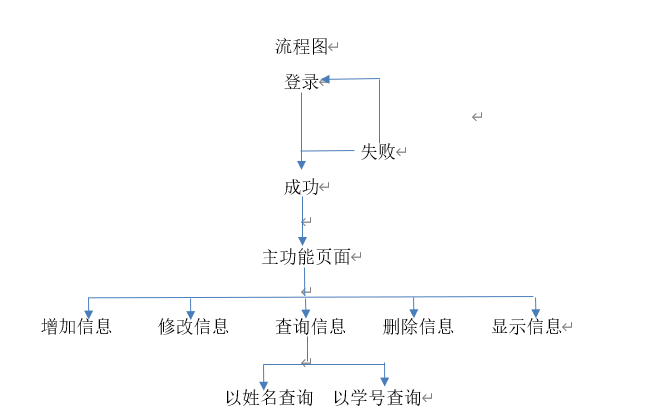 流程图
登录
失败
成功
主功能页面
增加信息 修改信息 查询信息 删除信息 显示信息
以姓名查询 以学号查询